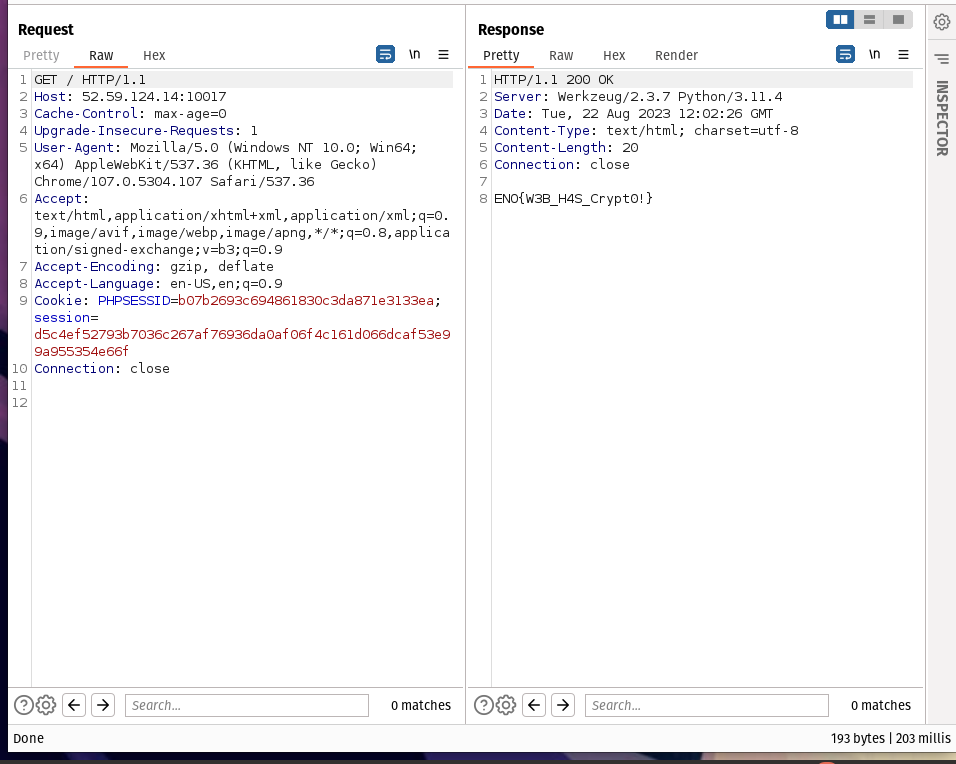 Request
Pretty Raw Hex \n
1 GET / HTTP/1.1
2 Host: 52.59.124.14:10017
3 Cache-Control: max-age=0
4 Upgrade-Insecure-Requests: 1
5 User-Agent: Mozilla/5.0 (Windows NT 10.0; Win64;
x64) AppleWebKit/537.36 (KHTML, like Gecko)
Chrome/107.0.5304.107 Safari/537.36
6 Accept:
text/html,application/xhtml+xml,application/xml;q=0.
9,image/avif,image/webp,image/apng,*/*;q=0.8,applica
tion/signed-exchange;v=b3;q=0.9
7 Accept-Encoding: gzip, deflate
8 Accept-Language: en-US,en;q=0.9
9 Cookie: PHPSESSID=b07b2693c694861830c3da871e3133ea;
session=
d5c4ef52793b7036c267af76936da0af06f4c161d066dcaf53e9
9a955354e66f
10 Connection: close
11
12
Search...
0 matches
Response
Pretty Raw Hex Render \n
1 HTTP/1.1 200 OK
2 Server: Werkzeug/2.3.7 Python/3.11.4
3 Date: Tue, 22 Aug 2023 12:02:26 GMT
4 Content-Type: text/html; charset=utf-8
5 Content-Length: 20
6 Connection: close
7
8 ENO{W3B_H4S_Crypt0!}
Search...
0 matches
INSPECTOR
Done
193 bytes | 203 millis